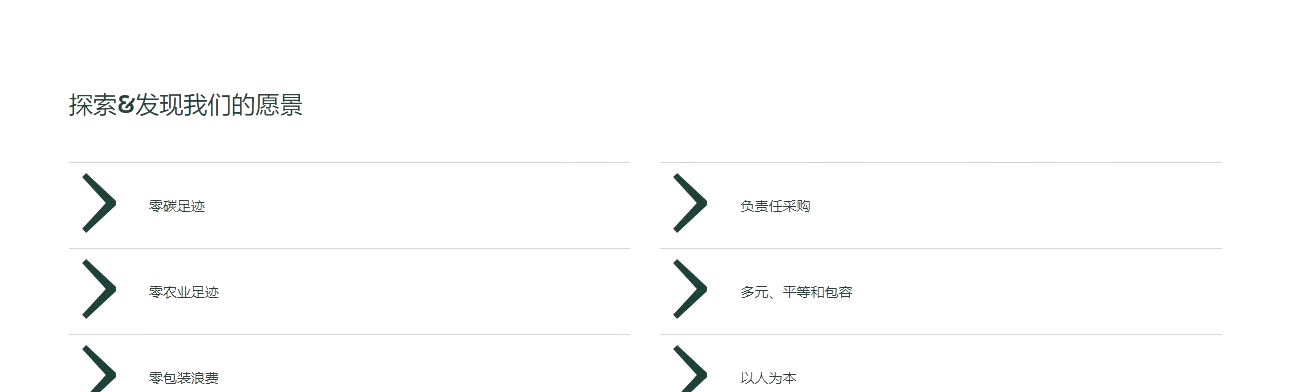 探索&发现我们的愿景
零碳足迹
负责任采购
零农业足迹
多元、平等和包容
零包装浪费
以人为本